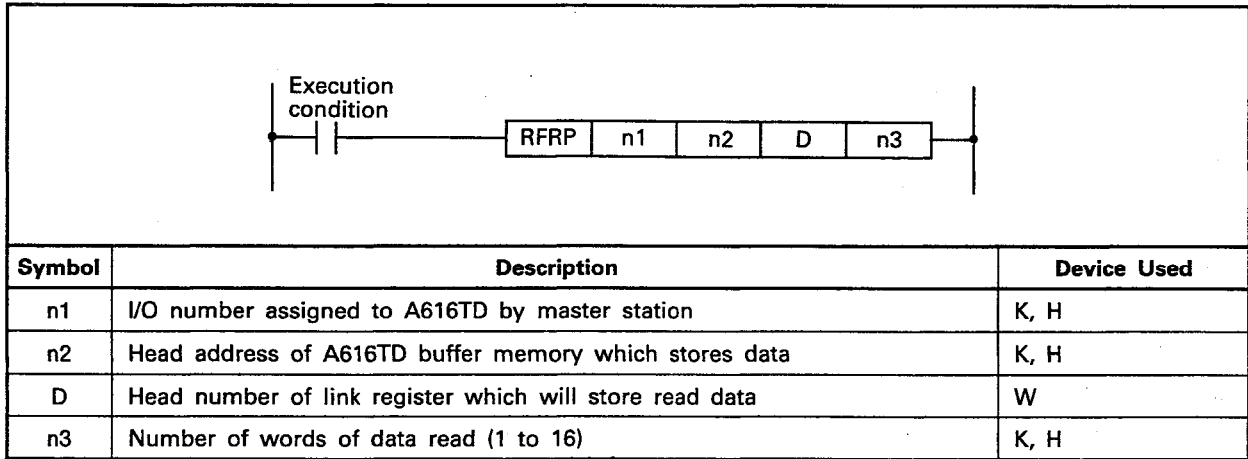 Execution
condition
RFRP n1 n2 D n3
Symbol Description Device Used
n1 I/O number assigned to A616TD by master station K, H
n2 Head address of A616TD buffer memory which stores data K, H
D Head number of link register which will store read data W
n3 Number of words of data read (1 to 16) K, H